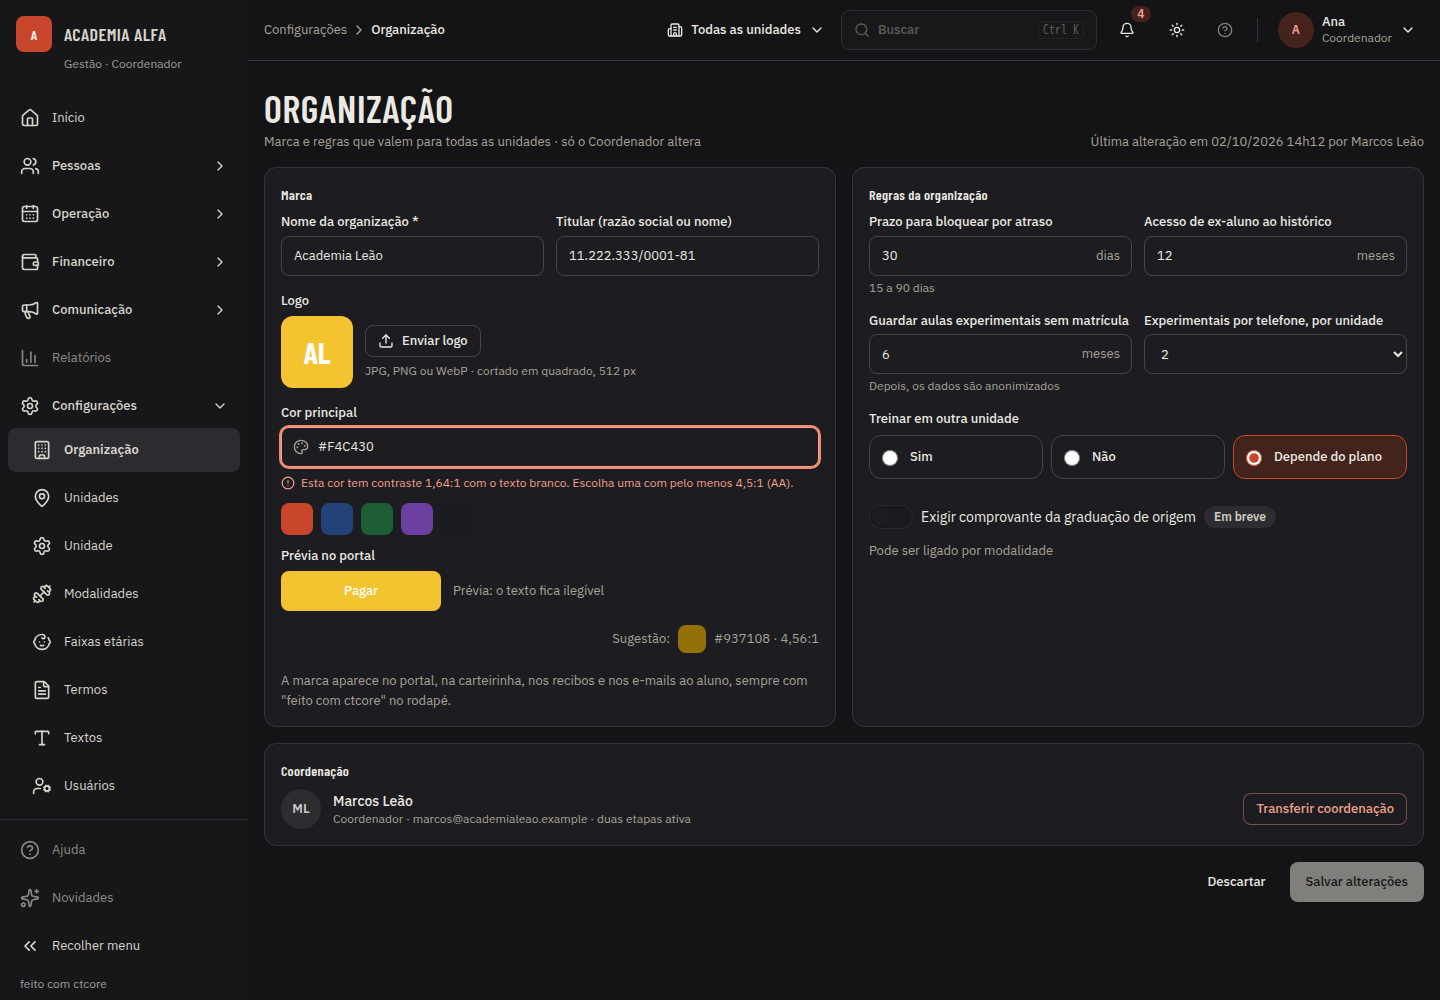 A
ACADEMIA ALFA
Gestão · Coordenador
Início
Pessoas
Operação
Financeiro
Comunicação
Relatórios
Configurações
Organização
Unidades
Unidade
Modalidades
Faixas etárias
Termos
Textos
Usuários
Ajuda
Novidades
Recolher menu
feito com ctcore
Configurações > Organização
Todas as unidades
Buscar
Ctrl K
4
A
Ana
Coordenador
ORGANIZAÇÃO
Marca e regras que valem para todas as unidades · só o Coordenador altera
Última alteração em 02/10/2026 14h12 por Marcos Leão
Marca
Nome da organização *
Titular (razão social ou nome)
Academia Leão
11.222.333/0001-81
Logo
AL
Enviar logo
JPG, PNG ou WebP · cortado em quadrado, 512 px
Cor principal
#F4C430
Esta cor tem contraste 1,64:1 com o texto branco. Escolha uma com pelo menos 4,5:1 (AA).
Prévia no portal
Pagar
Prévia: o texto fica ilegível
Sugestão:
#937108 · 4,56:1
A marca aparece no portal, na carteirinha, nos recibos e nos e-mails ao aluno, sempre com
"feito com ctcore" no rodapé.
Regras da organização
Prazo para bloquear por atraso
Acesso de ex-aluno ao histórico
30
dias
12
meses
15 a 90 dias
Guardar aulas experimentais sem matrícula
Experimentais por telefone, por unidade
6
meses
2
Depois, os dados são anonimizados
Treinar em outra unidade
Sim
Não
Depende do plano
Exigir comprovante da graduação de origem
Em breve
Pode ser ligado por modalidade
Coordenação
ML
Marcos Leão
Coordenador · marcos@academialeao.example · duas etapas ativa
Transferir coordenação
Descartar
Salvar alterações